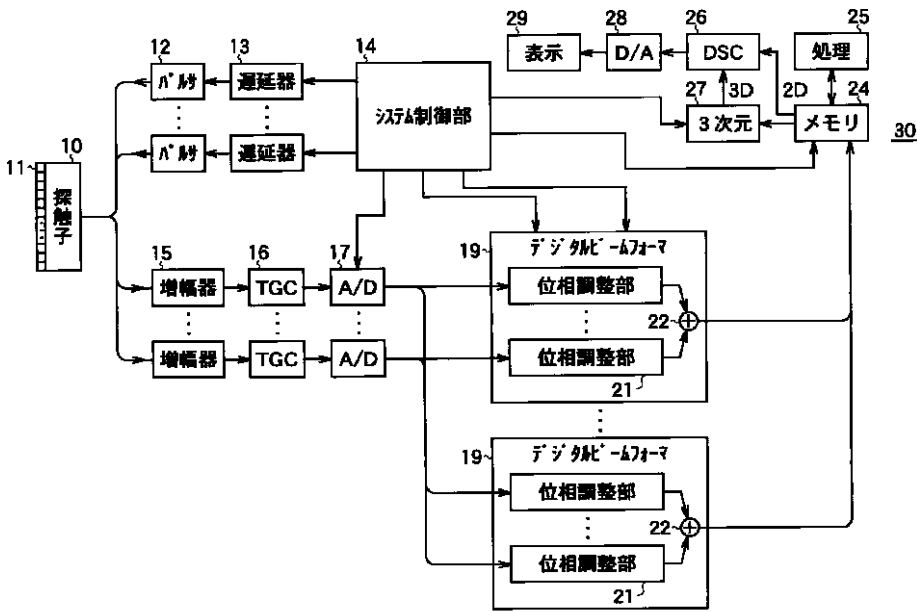 29
28
26
25
12
13
14
表示
D/A
DSC
処理
パルサ
遅延器
27
3D
2D
24
システム制御部
3次元
メモリ
30
パルサ
遅延器
11
10
探触子
19
デジタルビームフォーマ
15
16
17
増幅器
TGC
A/D
位相調整部
22
増幅器
TGC
A/D
位相調整部
21
19
デジタルビームフォーマ
位相調整部
22
位相調整部
21